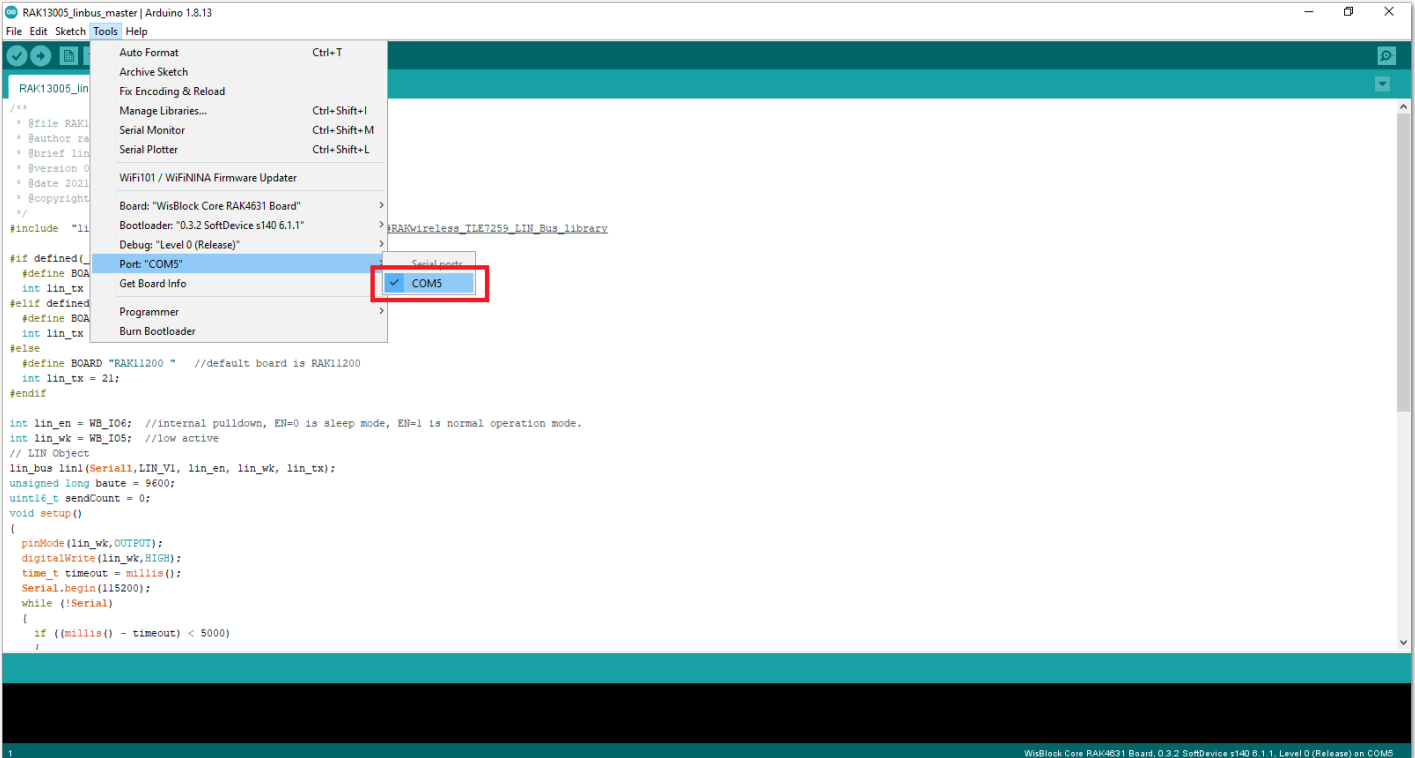 RAK13005_linbus_master | Arduino 1.8.13
File Edit Sketch Tools Help
Auto Format Ctrl+T
Archive Sketch
Fix Encoding & Reload
Manage Libraries... Ctrl+Shift+I
Serial Monitor Ctrl+Shift+M
Serial Plotter Ctrl+Shift+L
WiFi101 / WiFiNINA Firmware Updater
Board: "WisBlock Core RAK4631 Board"
Bootloader: "0.3.2 SoftDevice s140 6.1.1"
Debug: "Level 0 (Release)"
Port: "COM5"
Get Board Info
Programmer
Burn Bootloader
Serial ports
COM5
RAK13005_lin
/**
* @file RAK1
* @author ra
* @brief lin
* @version 0
* @date 2021
* @copyright
*/
#include "li #RAKwireless_TLE7259_LIN_Bus_library
#if defined(_
#define BOA
int lin_tx
#elif defined
#define BOA
int lin_tx
#else
#define BOARD "RAK11200 " //default board is RAK11200
int lin_tx = 21;
#endif
int lin_en = WB_IO6; //internal pulldown, EN=0 is sleep mode, EN=1 is normal operation mode.
int lin_wk = WB_IO5; //low active
// LIN Object
lin_bus lin1(Serial1,LIN_V1, lin_en, lin_wk, lin_tx);
unsigned long baute = 9600;
uint16_t sendCount = 0;
void setup()
{
pinMode(lin_wk,OUTPUT);
digitalWrite(lin_wk,HIGH);
time_t timeout = millis();
Serial.begin(115200);
while (!Serial)
{
if ((millis() - timeout) < 5000)
1 WisBlock Core RAK4631 Board, 0.3.2 SoftDevice s140 6.1.1, Level 0 (Release) on COM5